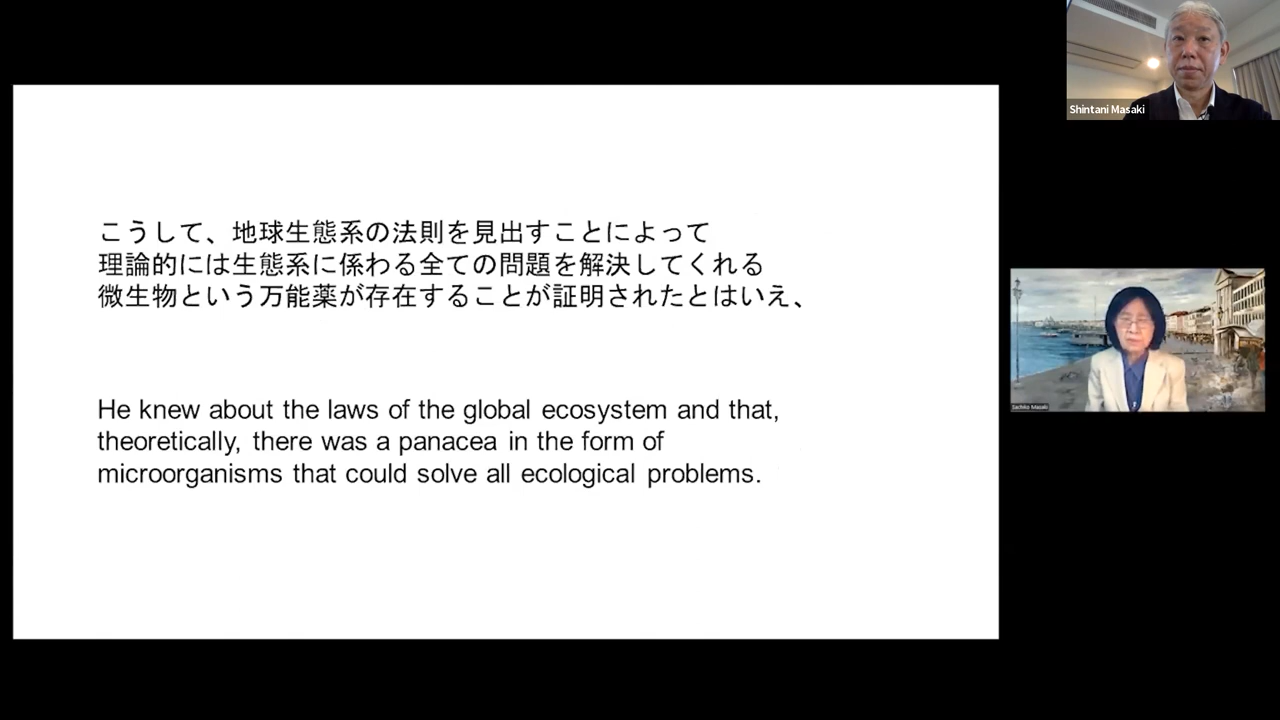 こうして、地球生態系の法則を見出すことによって
理論的には生態系に係わる全ての問題を解決してくれる
微生物という万能薬が存在することが証明されたとはいえ、
He knew about the laws of the global ecosystem and that,
theoretically, there was a panacea in the form of
microorganisms that could solve all ecological problems.
Shintani Masaki
Sachiko Masaki